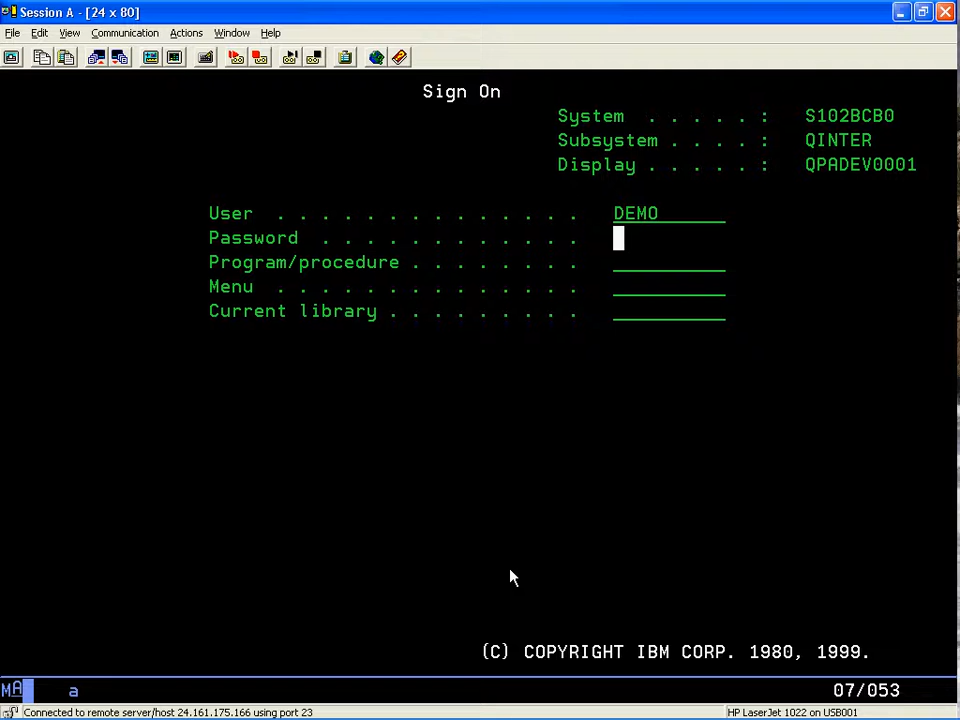 Session A - [24 x 80]
File Edit View Communication Actions Window Help
Sign On
System . . . . . : S102BCB0
Subsystem . . . . : QINTER
Display . . . . . : QPADEV0001
User . . . . . . . . . . . . . . DEMO
Password . . . . . . . . . . . .
Program/procedure . . . . . . . .
Menu . . . . . . . . . . . . . .
Current library . . . . . . . . .
(C) COPYRIGHT IBM CORP. 1980, 1999.
MA a 07/053
Connected to remote server/host 24.161.175.166 using port 23 HP LaserJet 1022 on USB001